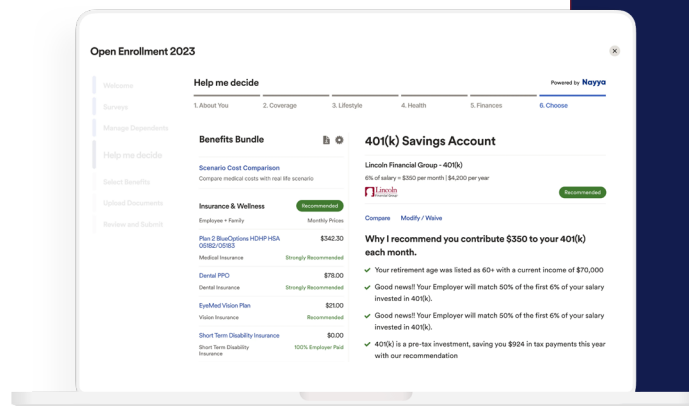 Open Enrollment 2023
Welcome
Surveys
Manage Dependents
Help me decide
Select Benefits
Upload Documents
Review and Submit
Help me decide
Powered by Nayya
1. About You
2. Coverage
3. Lifestyle
4. Health
5. Finances
6. Choose
Benefits Bundle
Scenario Cost Comparison
Compare medical costs with real life scenario
Insurance & Wellness
Recommended
Employee + Family
Monthly Prices
Plan 2 BlueOptions HDHP HSA
$342.30
05182/05183
Medical Insurance
Strongly Recommended
Dental PPO
$78.00
Dental Insurance
Strongly Recommended
EyeMed Vision Plan
$21.00
Vision Insurance
Recommended
Short Term Disability Insurance
$0.00
Short Term Disability
100% Employer Paid
Insurance
401(k) Savings Account
Lincoln Financial Group - 401(k)
6% of salary = $350 per month | $4,200 per year
Lincoln
Financial Group
Recommended
Compare
Modify / Waive
Why I recommend you contribute $350 to your 401(k)
each month.
Your retirement age was listed as 60+ with a current income of $70,000
Good news!! Your Employer will match 50% of the first 6% of your salary
invested in 401(k).
Good news!! Your Employer will match 50% of the first 6% of your salary
invested in 401(k).
401(k) is a pre-tax investment, saving you $924 in tax payments this year
with our recommendation